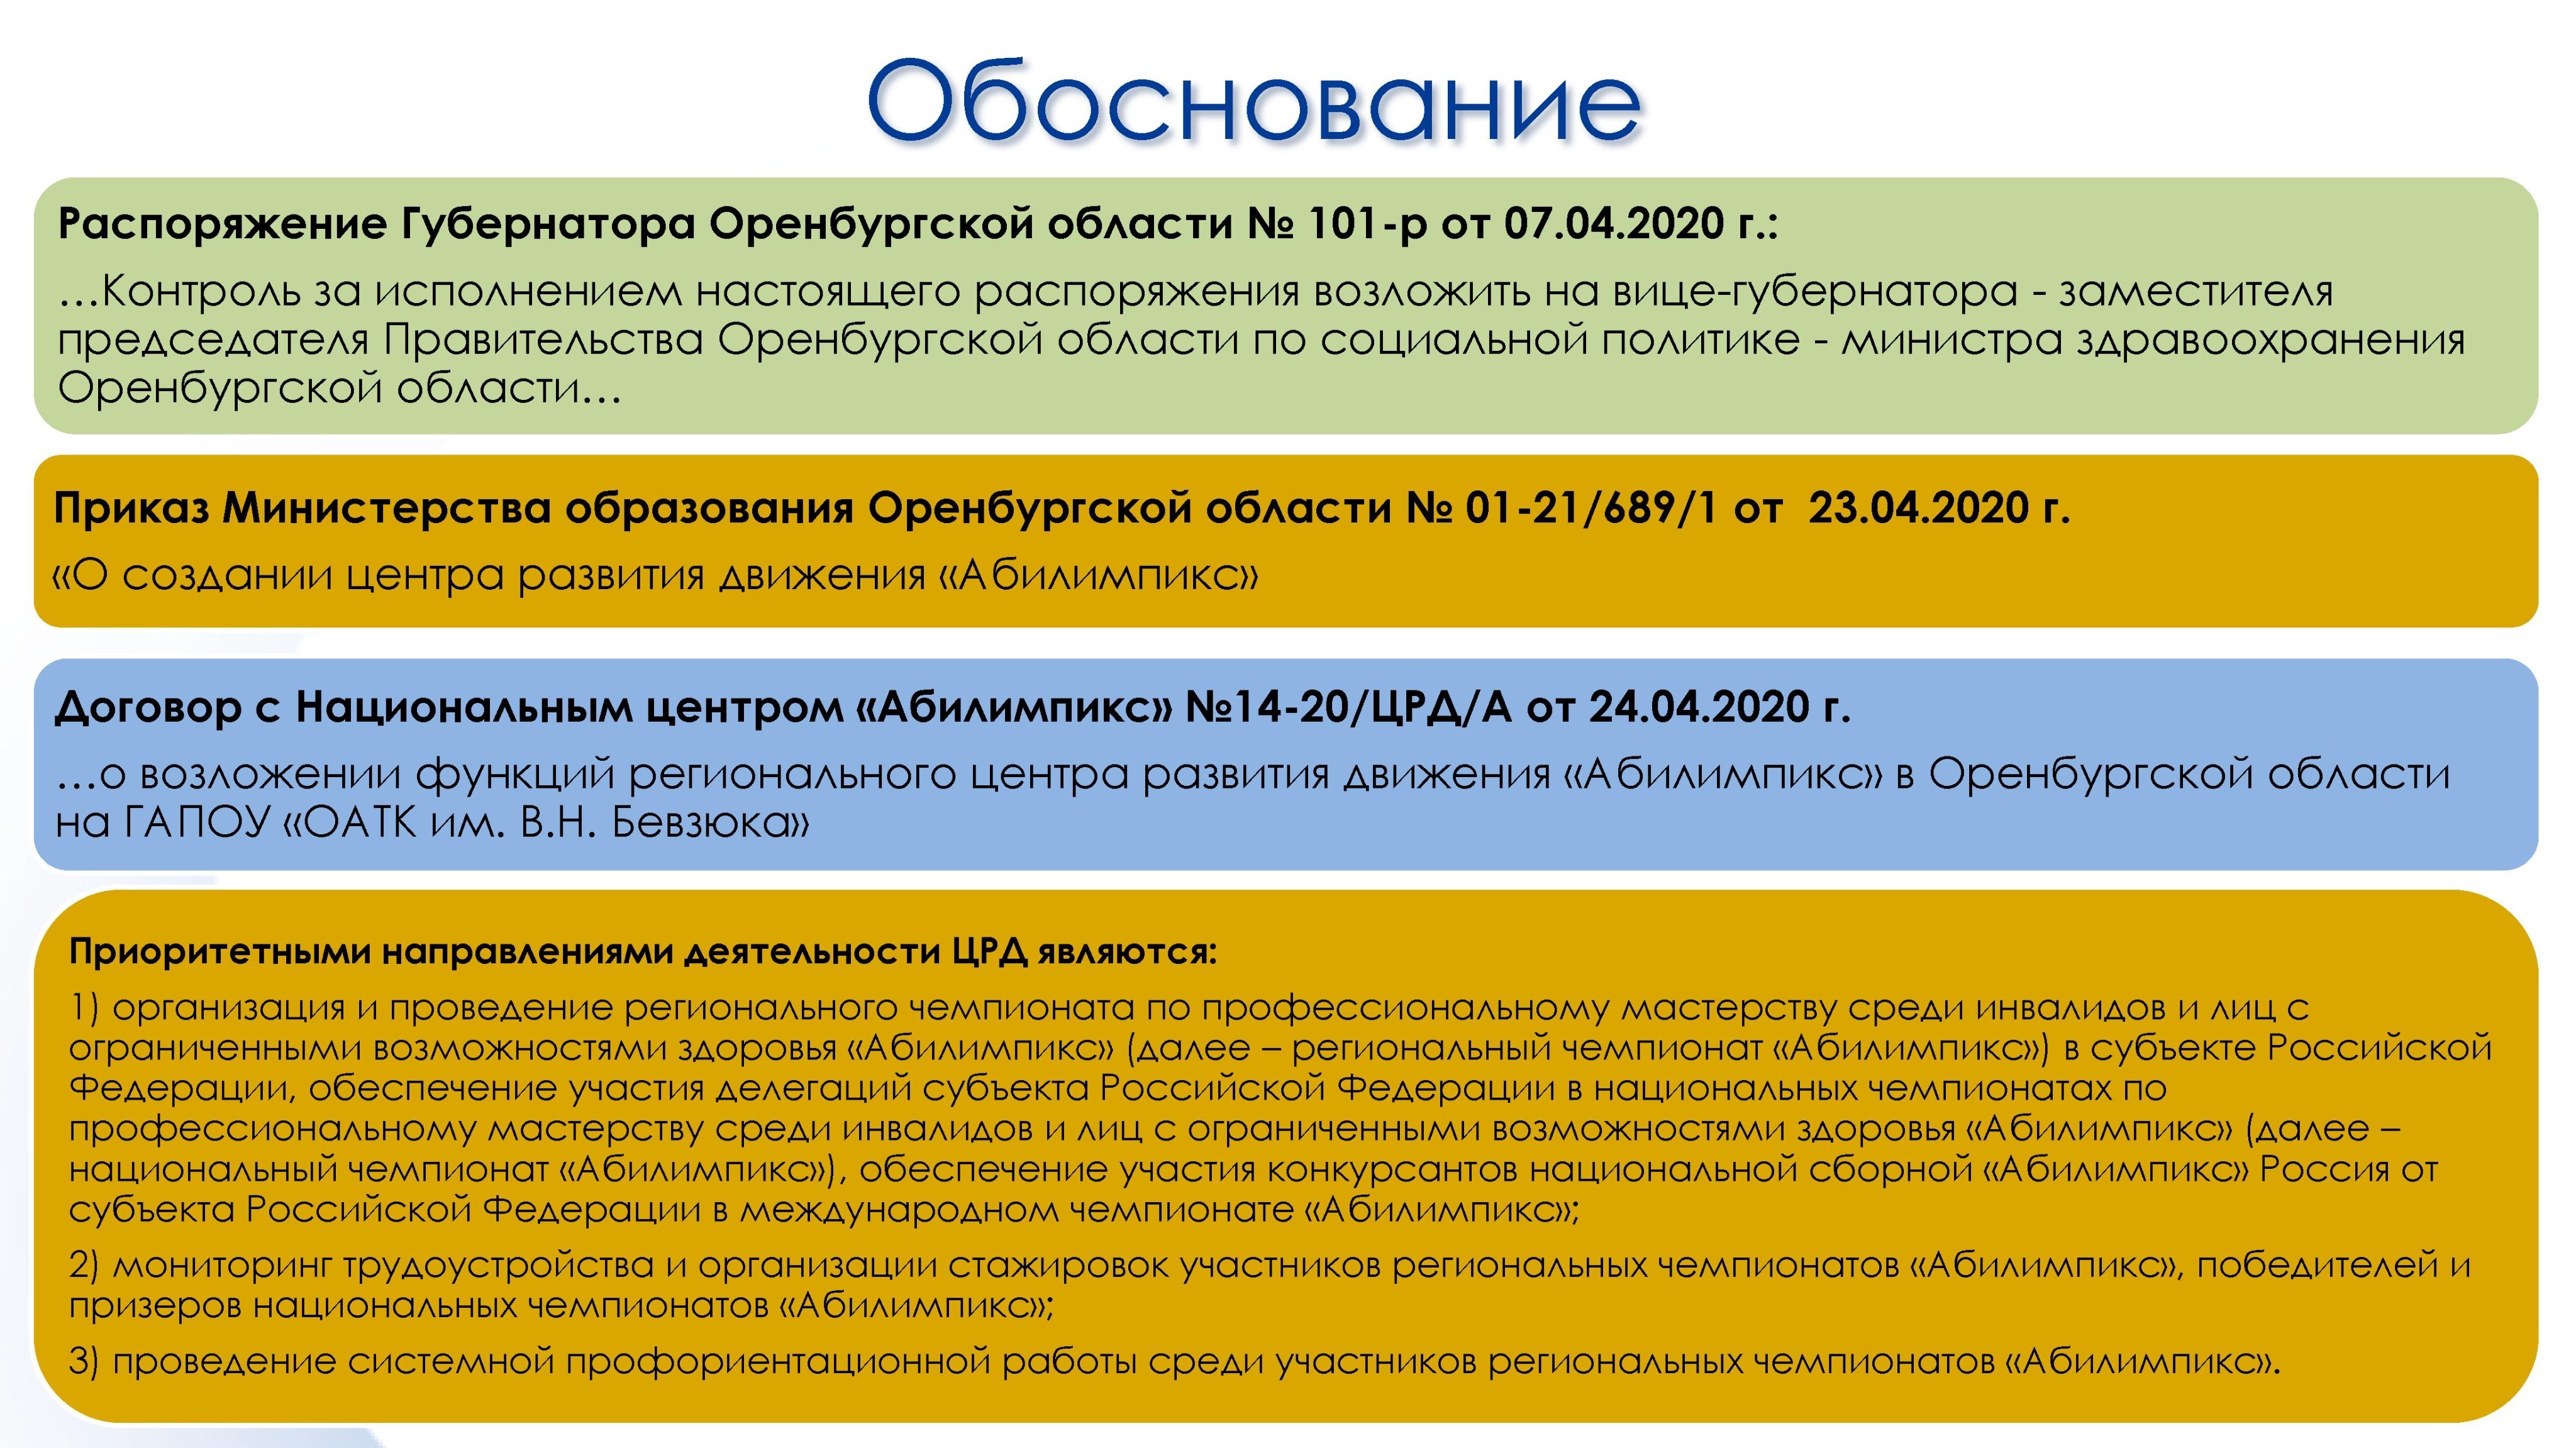 Обоснование
Распоряжение Губернатора Оренбургской области № 101-р от 07.04.2020 г.:
…Контроль за исполнением настоящего распоряжения возложить на вице-губернатора - заместителя
председателя Правительства Оренбургской области по социальной политике - министра здравоохранения
Оренбургской области…
Приказ Министерства образования Оренбургской области № 01-21/689/1 от  23.04.2020 г.
«О создании центра развития движения «Абилимпикс»
Договор с Национальным центром «Абилимпикс» №14-20/ЦРД/А от 24.04.2020 г.
…о возложении функций регионального центра развития движения «Абилимпикс» в Оренбургской области
на ГАПОУ «ОАТК им. В.Н. Бевзюка»
Приоритетными направлениями деятельности ЦРД являются:
1) организация и проведение регионального чемпионата по профессиональному мастерству среди инвалидов и лиц с
ограниченными возможностями здоровья «Абилимпикс» (далее – региональный чемпионат «Абилимпикс») в субъекте Российской
Федерации, обеспечение участия делегаций субъекта Российской Федерации в национальных чемпионатах по
профессиональному мастерству среди инвалидов и лиц с ограниченными возможностями здоровья «Абилимпикс» (далее –
национальный чемпионат «Абилимпикс»), обеспечение участия конкурсантов национальной сборной «Абилимпикс» Россия от
субъекта Российской Федерации в международном чемпионате «Абилимпикс»;
2) мониторинг трудоустройства и организации стажировок участников региональных чемпионатов «Абилимпикс», победителей и
призеров национальных чемпионатов «Абилимпикс»;
3) проведение системной профориентационной работы среди участников региональных чемпионатов «Абилимпикс».